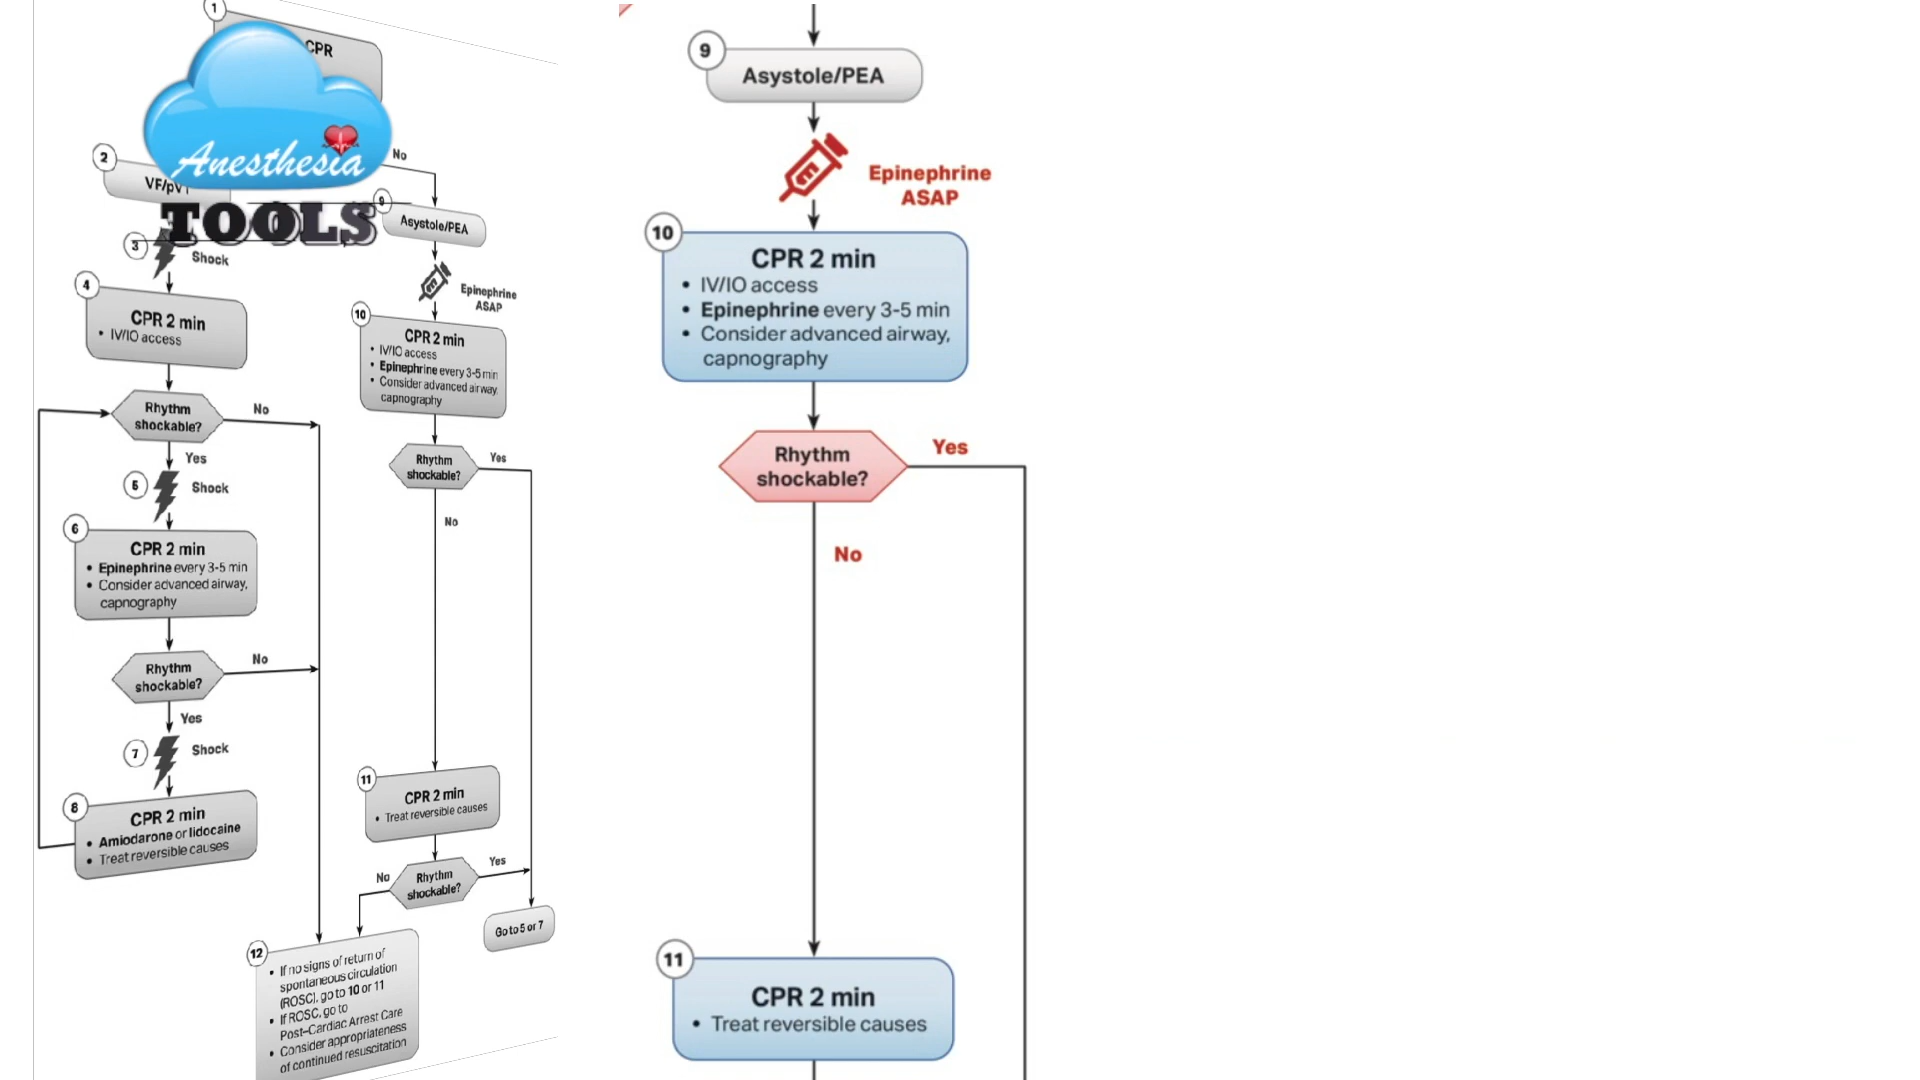 1
CPR
Anesthesia
TOOLS
No
2
VF/pVT
3
Shock
4
CPR 2 min
• IV/IO access
Rhythm
shockable?
No
Yes
5
Shock
6
CPR 2 min
• Epinephrine every 3-5 min
• Consider advanced airway,
capnography
Rhythm
shockable?
No
Yes
7
Shock
8
CPR 2 min
• Amiodarone or lidocaine
• Treat reversible causes
9
Asystole/PEA
Epinephrine
ASAP
10
CPR 2 min
• IV/IO access
• Epinephrine every 3-5 min
• Consider advanced airway,
capnography
Rhythm
shockable?
Yes
No
11
CPR 2 min
• Treat reversible causes
Rhythm
shockable?
No
Yes
Go to 5 or 7
12
• If no signs of return of
spontaneous circulation
(ROSC), go to 10 or 11
• If ROSC, go to
Post–Cardiac Arrest Care
• Consider appropriateness
of continued resuscitation
9
Asystole/PEA
Epinephrine
ASAP
10
CPR 2 min
• IV/IO access
• Epinephrine every 3-5 min
• Consider advanced airway,
capnography
Rhythm
shockable?
Yes
No
11
CPR 2 min
• Treat reversible causes